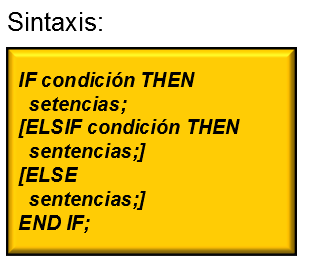 Sintaxis:
IF condición THEN
setencias;
[ELSIF condición THEN
sentencias;]
[ELSE
sentencias;]
END IF;